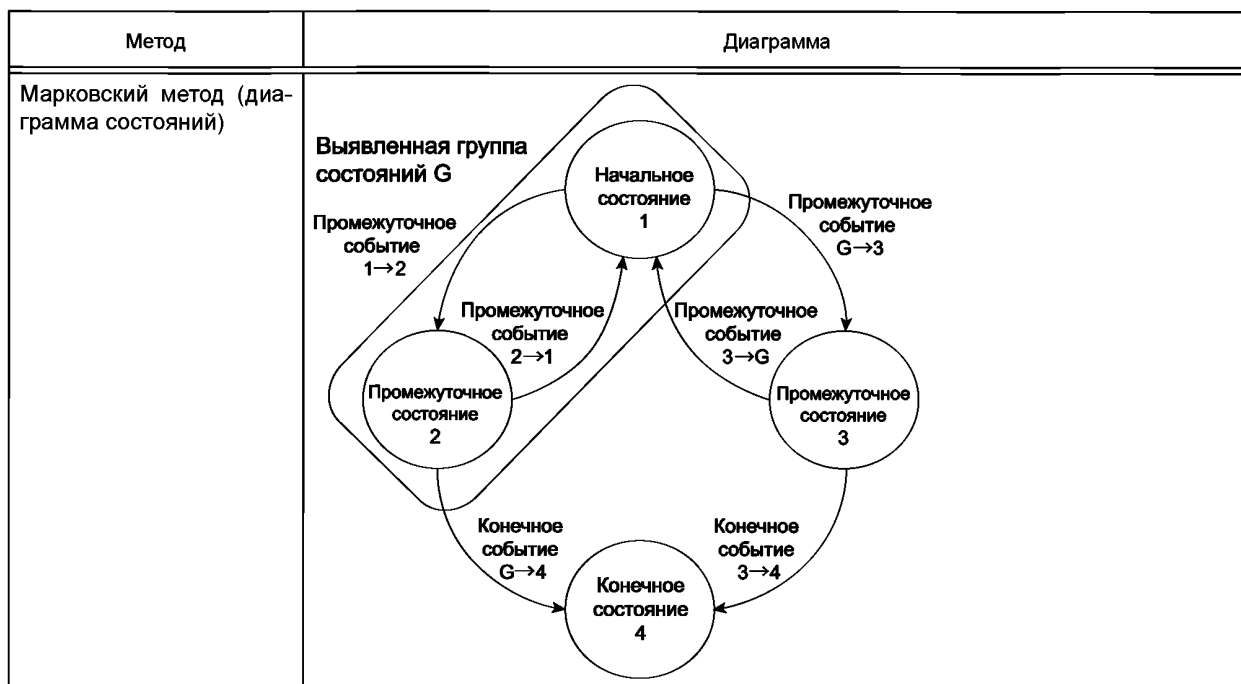 Метод
Диаграмма
Марковский метод (диа-
грамма состояний)
Выявленная группа
состояний G
Начальное
состояние
1
Промежуточное
событие
1→2
Промежуточное
событие
G→3
Промежуточное
событие
2→1
Промежуточное
событие
3→G
Промежуточное
состояние
2
Промежуточное
состояние
3
Конечное
событие
G→4
Конечное
событие
3→4
Конечное
состояние
4